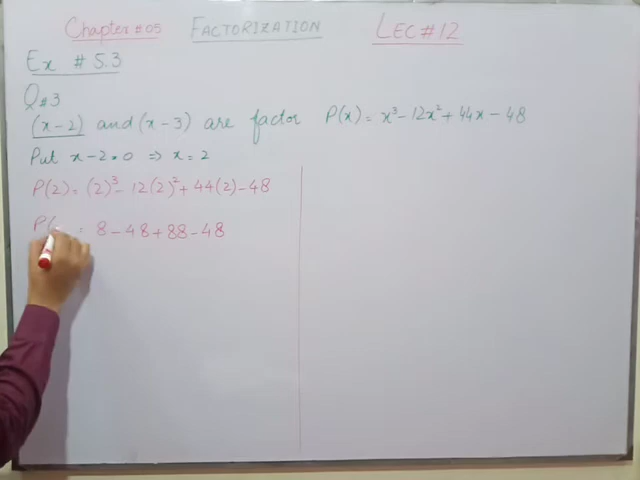 Chapter # 05 FACTORIZATION LEC # 12
Ex # 5.3
Q#3
(x-2) and (x-3) are factor P(x) = x³ - 12x² + 44x - 48
Put x - 2 = 0 ⇒ x = 2
P(2) = (2)³ - 12(2)² + 44(2) - 48
P( = 8 - 48 + 88 - 48